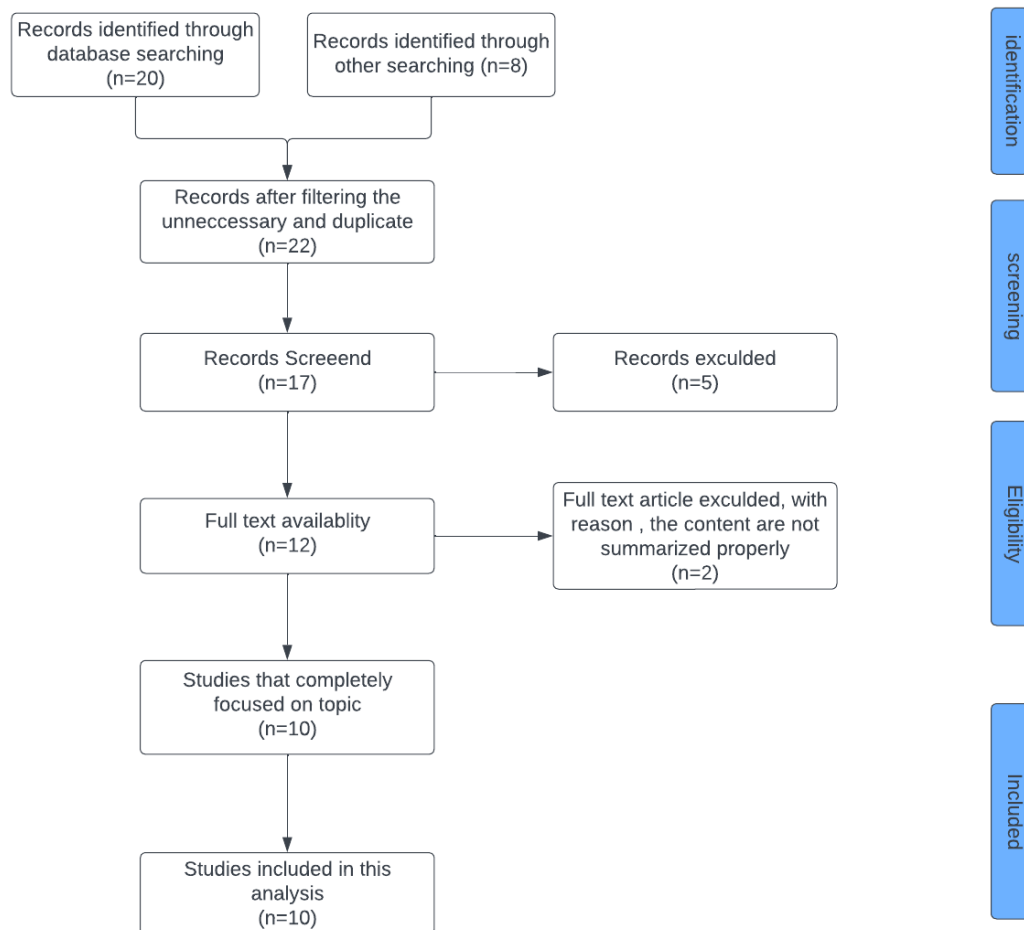 Records identified through
database searching
(n=20)
Records identified through
other searching (n=8)
identification
Records after filtering the
unneccessary and duplicate
(n=22)
screening
Records Screeend
(n=17)
Records exculded
(n=5)
Eligibility
Full text availablity
(n=12)
Full text article exculded, with
reason , the content are not
summarized properly
(n=2)
Studies that completely
focused on topic
(n=10)
Included
Studies included in this
analysis
(n=10)